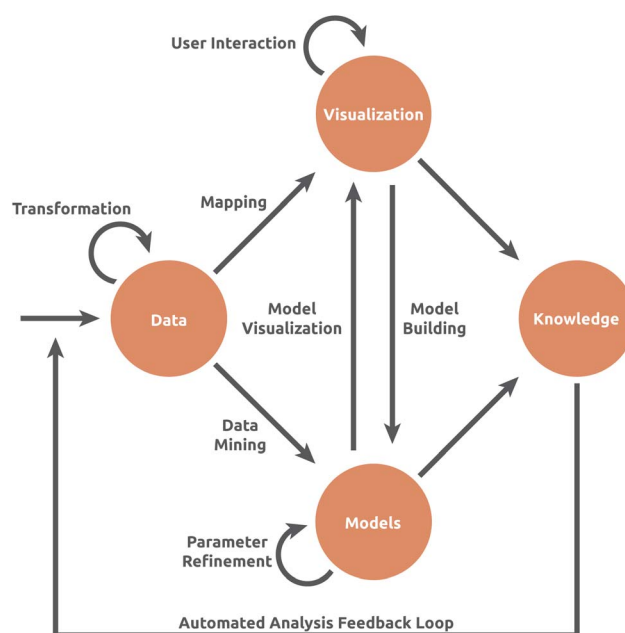 User Interaction
Visualization
Transformation
Mapping
Data
Model
Visualization
Model
Building
Knowledge
Data
Mining
Models
Parameter
Refinement
Automated Analysis Feedback Loop